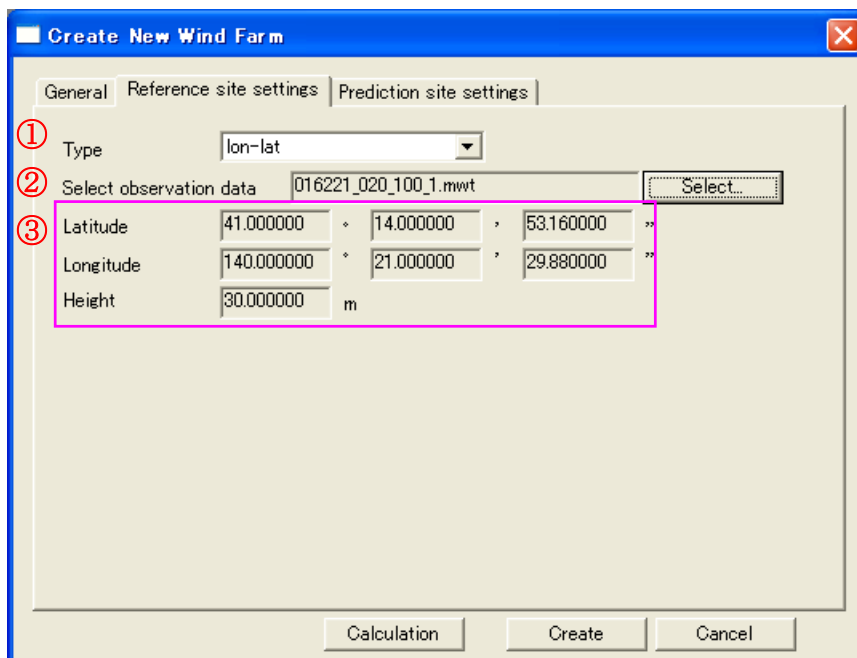 Create New Wind Farm
General Reference site settings Prediction site settings
① Type lon-lat
② Select observation data 016221_020_100_1.mwt Select...
③ Latitude 41.000000 ° 14.000000 ' 53.160000 "
Longitude 140.000000 ° 21.000000 ' 29.880000 "
Height 30.000000 m
Calculation Create Cancel